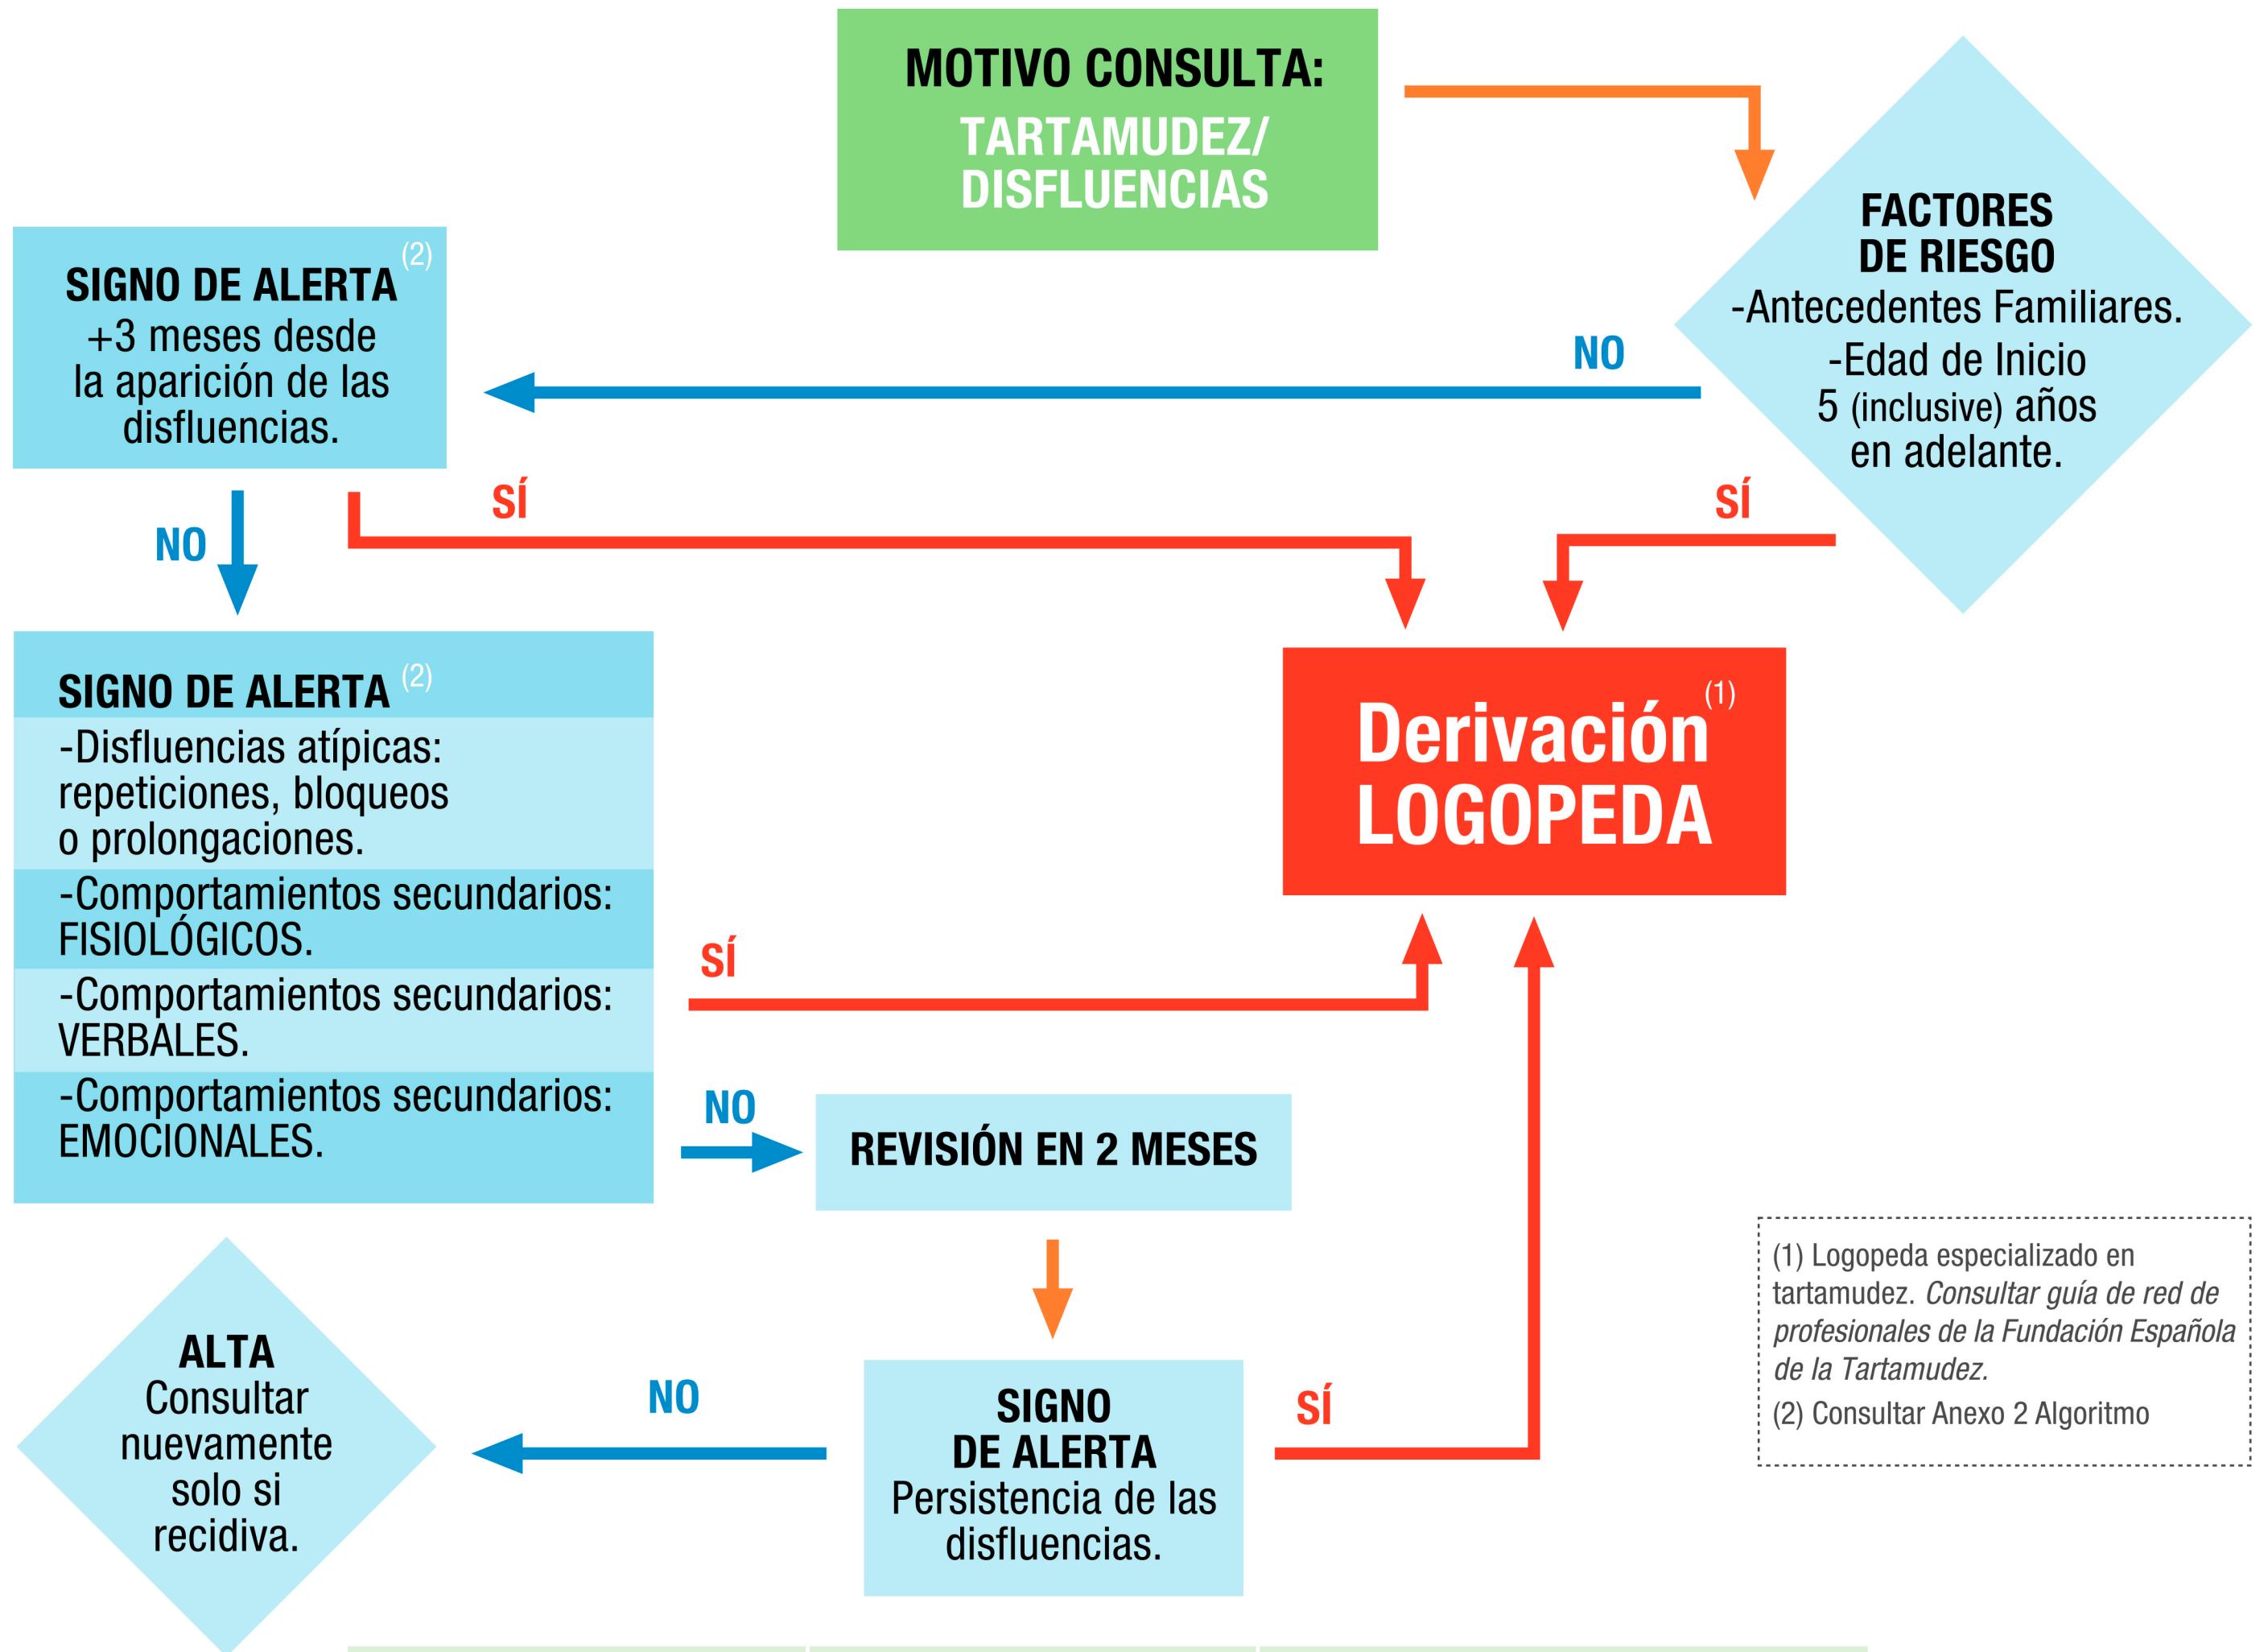 MOTIVO CONSULTA:
TARTAMUDEZ/
DISFLUENCIAS
FACTORES
DE RIESGO
-Antecedentes Familiares.
-Edad de Inicio
5 (inclusive) años
en adelante.
NO
SÍ
SIGNO DE ALERTA (2)
+3 meses desde
la aparición de las
disfluencias.
SÍ
NO
SIGNO DE ALERTA (2)
-Disfluencias atípicas:
repeticiones, bloqueos
o prolongaciones.
-Comportamientos secundarios:
FISIOLÓGICOS.
-Comportamientos secundarios:
VERBALES.
-Comportamientos secundarios:
EMOCIONALES.
SÍ
NO
Derivación (1)
LOGOPEDA
REVISIÓN EN 2 MESES
SIGNO
DE ALERTA
Persistencia de las
disfluencias.
NO
SÍ
ALTA
Consultar
nuevamente
solo si
recidiva.
(1) Logopeda especializado en
tartamudez. Consultar guía de red de
profesionales de la Fundación Española
de la Tartamudez.
(2) Consultar Anexo 2 Algoritmo